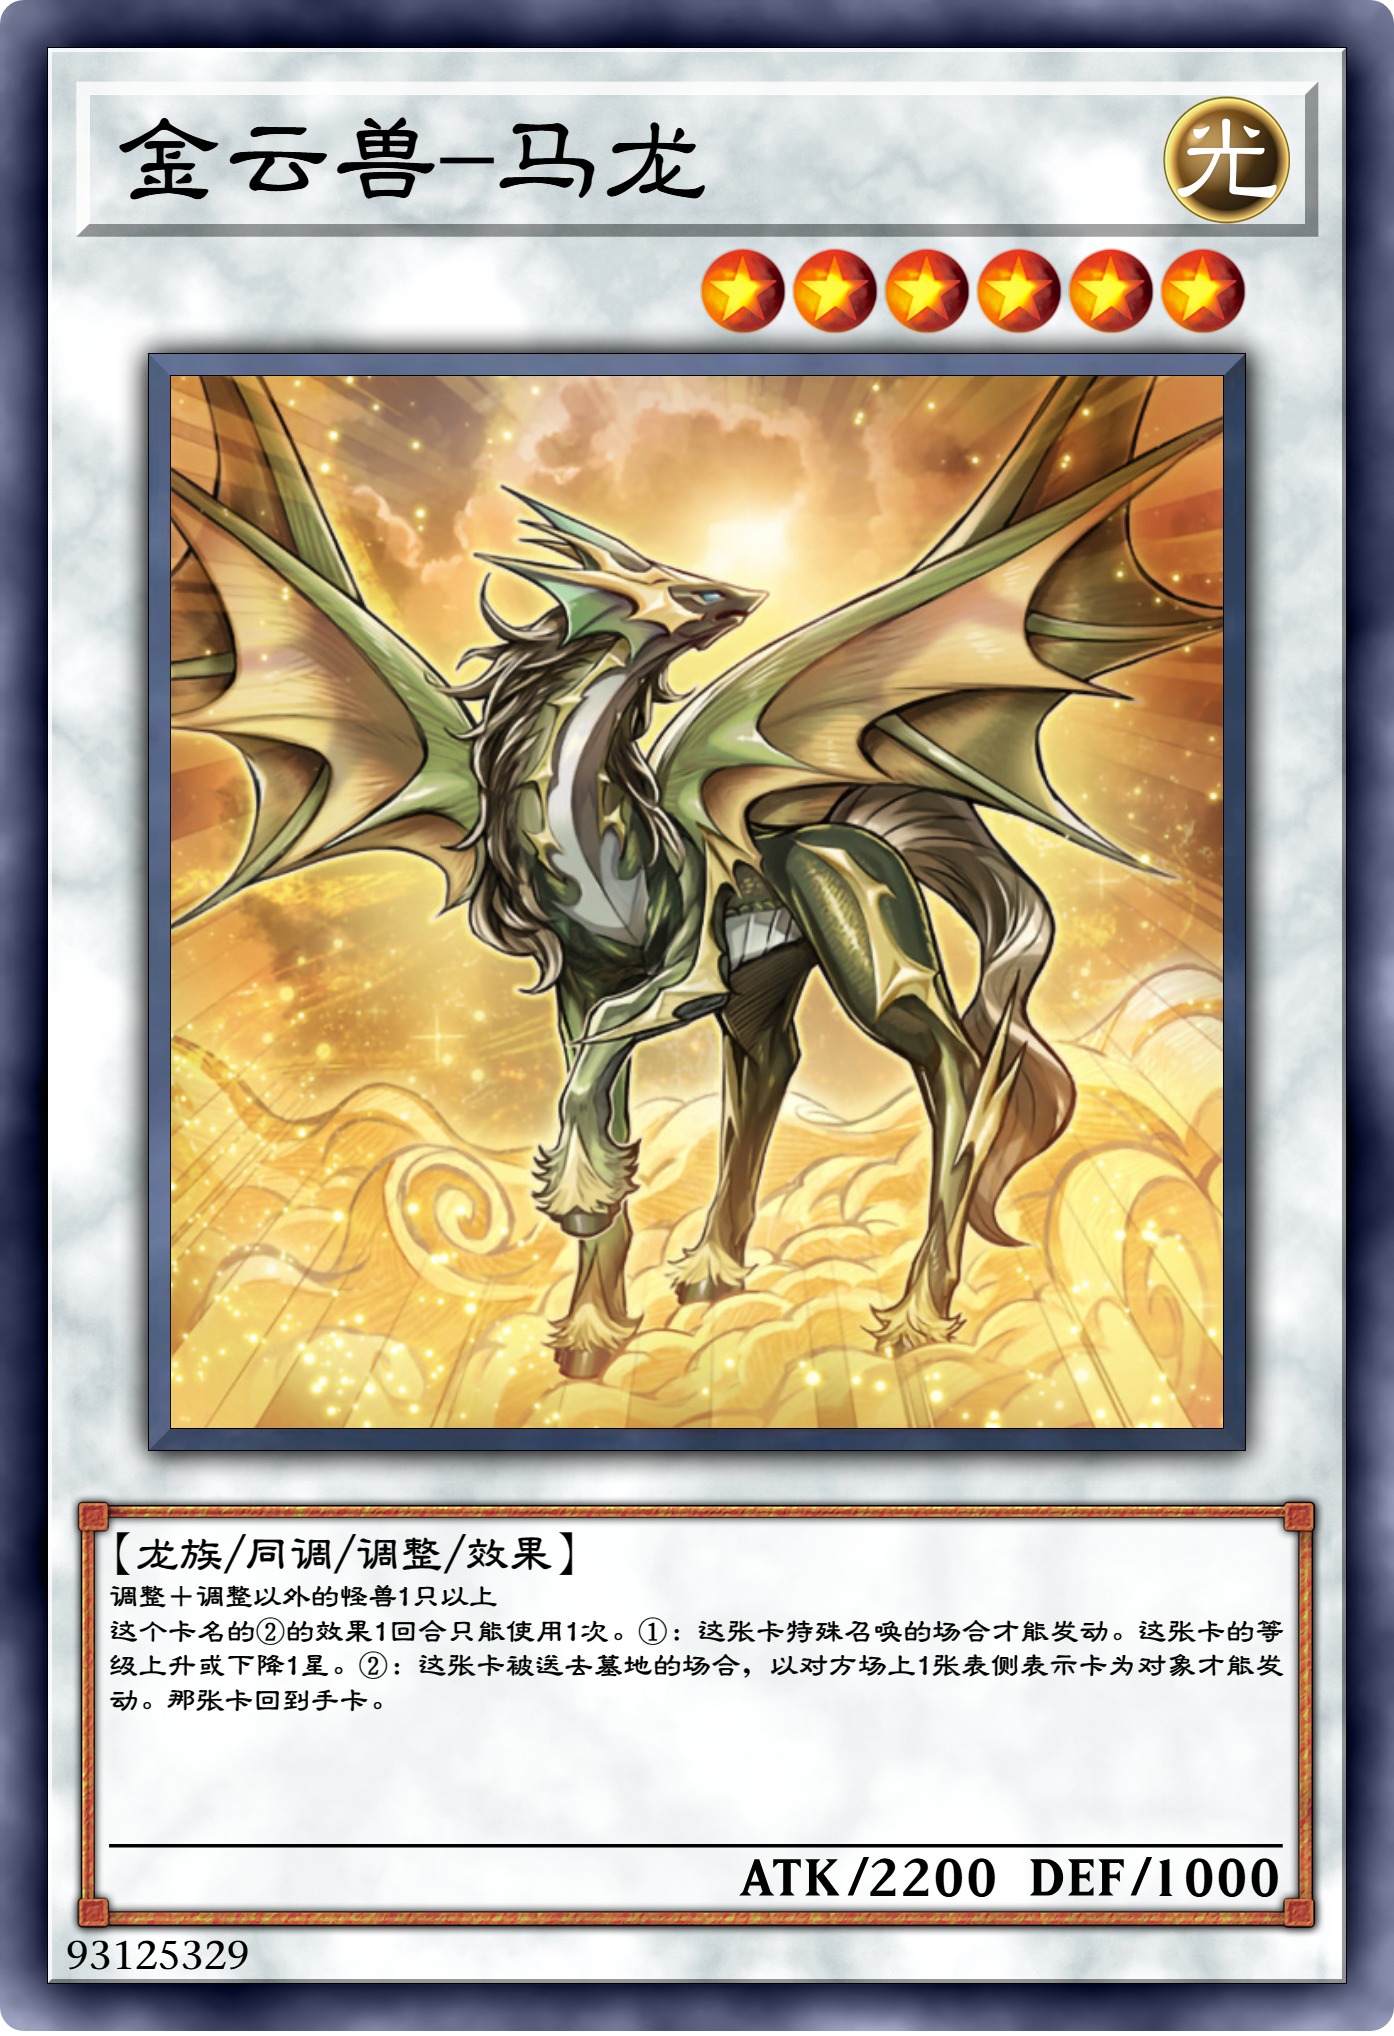 金云兽-马龙
光
【龙族/同调/调整/效果】
调整＋调整以外的怪兽1只以上
这个卡名的②的效果1回合只能使用1次。①：这张卡特殊召唤的场合才能发动。这张卡的等
级上升或下降1星。②：这张卡被送去墓地的场合，以对方场上1张表侧表示卡为对象才能发
动。那张卡回到手卡。
ATK/2200 DEF/1000
93125329